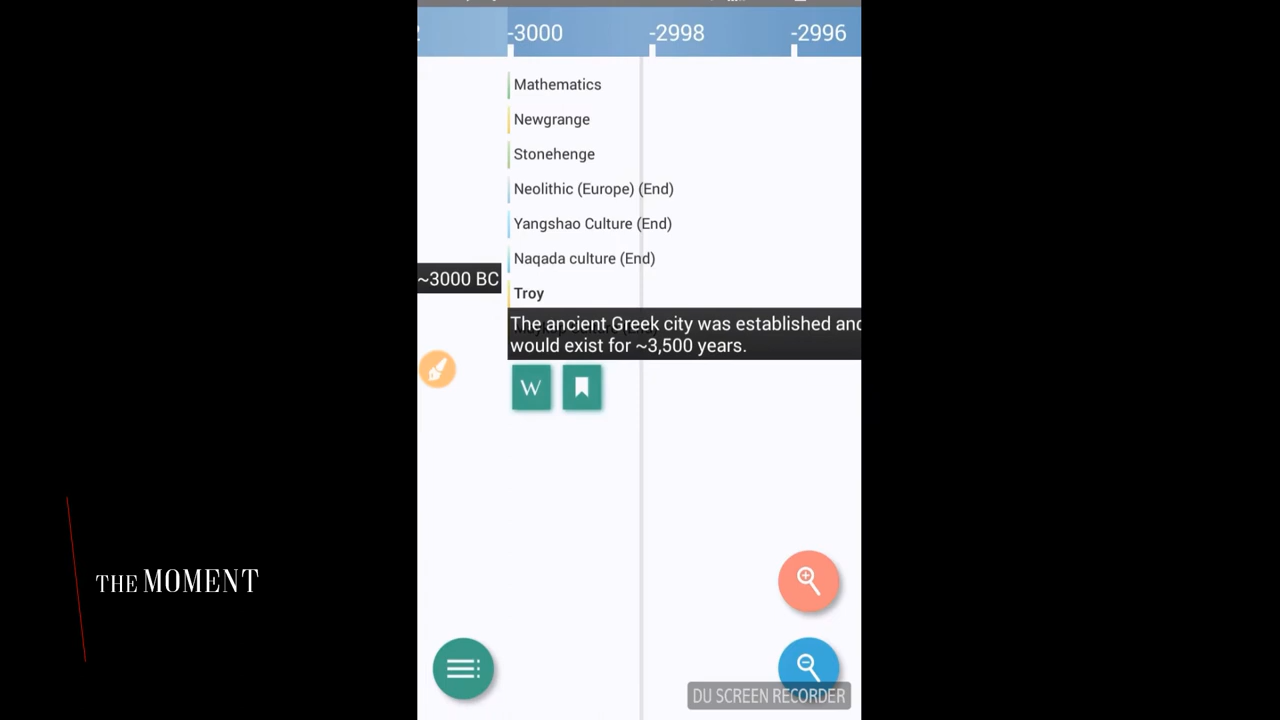 -3000 -2998 -2996
Mathematics
Newgrange
Stonehenge
Neolithic (Europe) (End)
Yangshao Culture (End)
Naqada culture (End)
~3000 BC
Troy
The ancient Greek city was established and
would exist for ~3,500 years.
W
THE MOMENT
DU SCREEN RECORDER